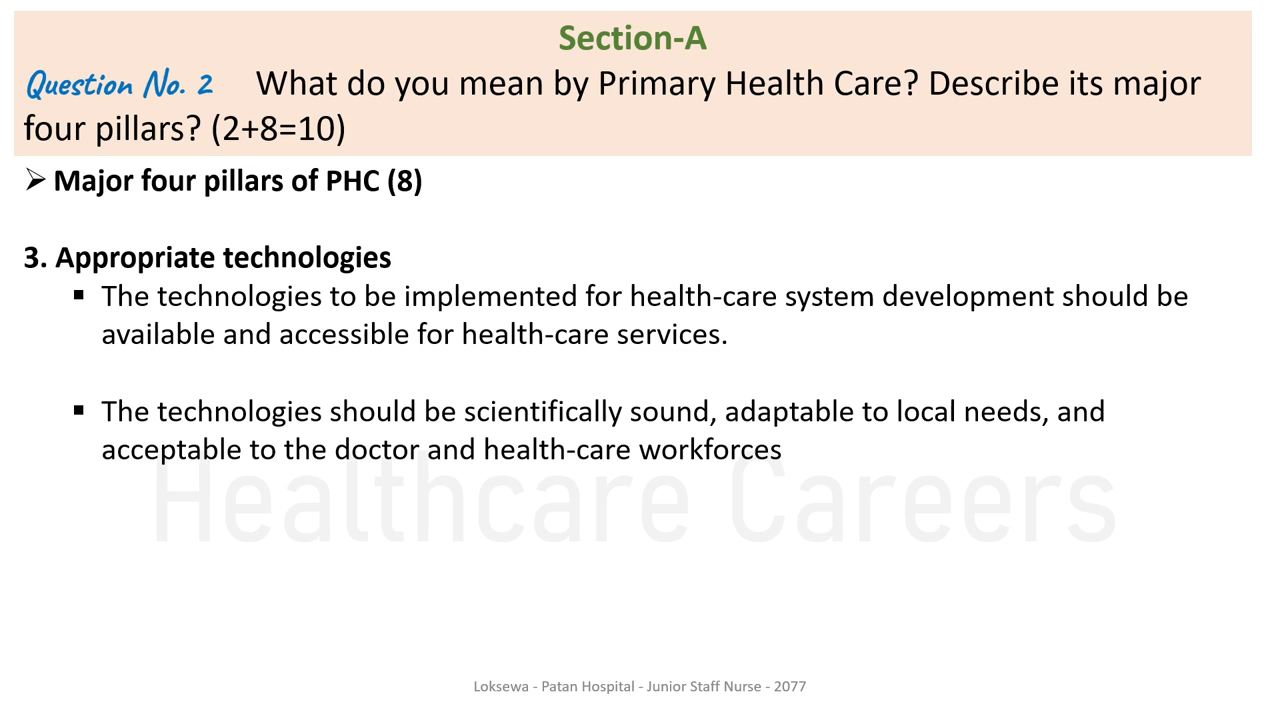 Section-A
Question No. 2 What do you mean by Primary Health Care? Describe its major
four pillars? (2+8=10)
➢ Major four pillars of PHC (8)
3. Appropriate technologies
▪ The technologies to be implemented for health-care system development should be
available and accessible for health-care services.
▪ The technologies should be scientifically sound, adaptable to local needs, and
acceptable to the doctor and health-care workforces
Healthcare Careers
Loksewa - Patan Hospital - Junior Staff Nurse - 2077